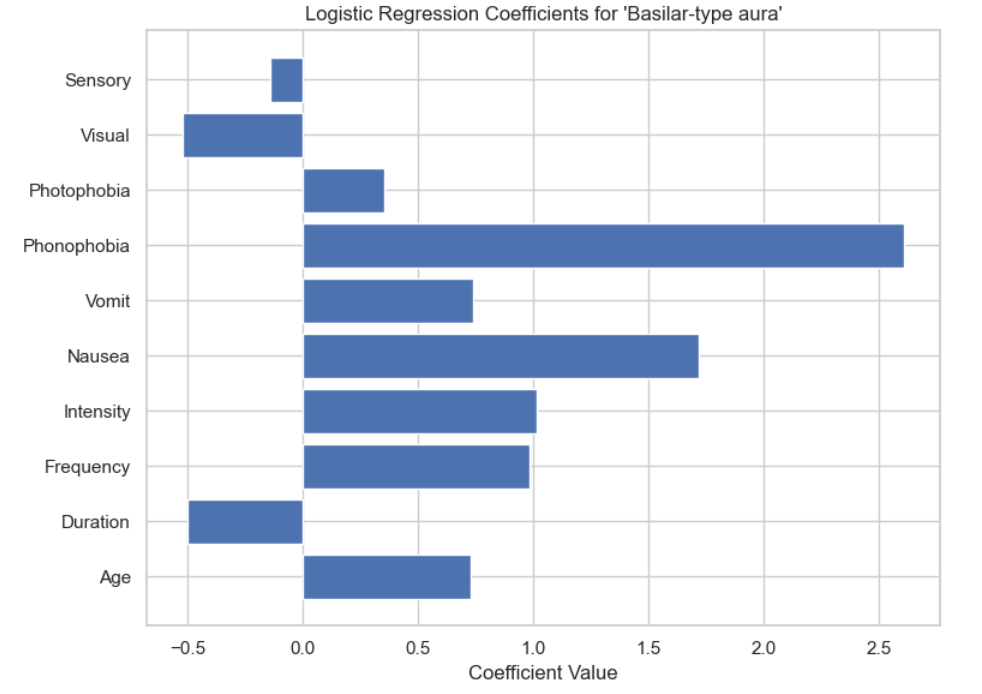 Logistic Regression Coefficients for 'Basilar-type aura'
Sensory
Visual
Photophobia
Phonophobia
Vomit
Nausea
Intensity
Frequency
Duration
Age
−0.5 0.0 0.5 1.0 1.5 2.0 2.5
Coefficient Value